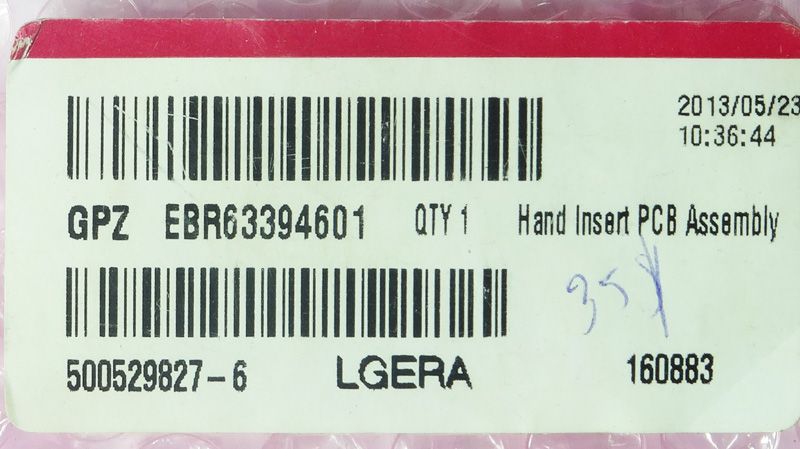 2013/05/23
10:36:44
GPZ EBR63394601 QTY 1 Hand Insert PCB Assembly
500529827-6 LGERA 160883